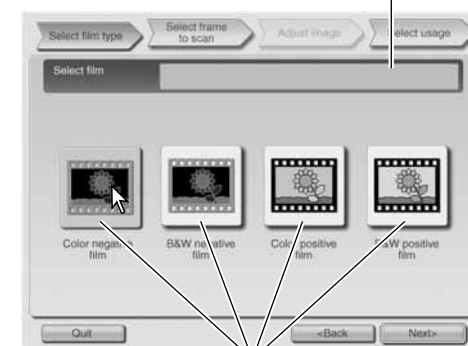 Select film type
Select frame
to scan
Adjust image
Select usage
Select film
Color negative
film
B&W negative
film
Color positive
film
B&W positive
film
Quit
<Back
Next>